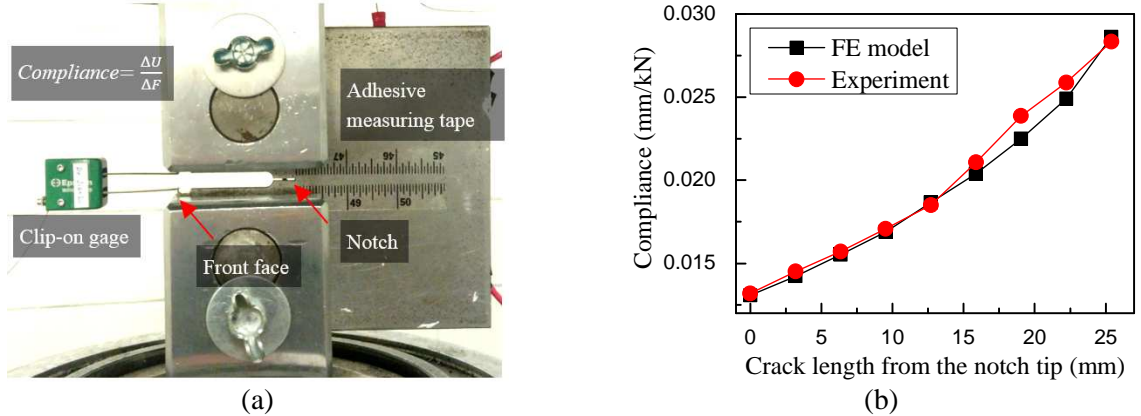 Compliance= ΔU/ΔF
Adhesive
measuring tape
47 46 45
49 50
Clip-on gage
Notch
Front face
(a)
0.030
0.025
0.020
0.015
Compliance (mm/kN)
FE model
Experiment
0 5 10 15 20 25
Crack length from the notch tip (mm)
(b)